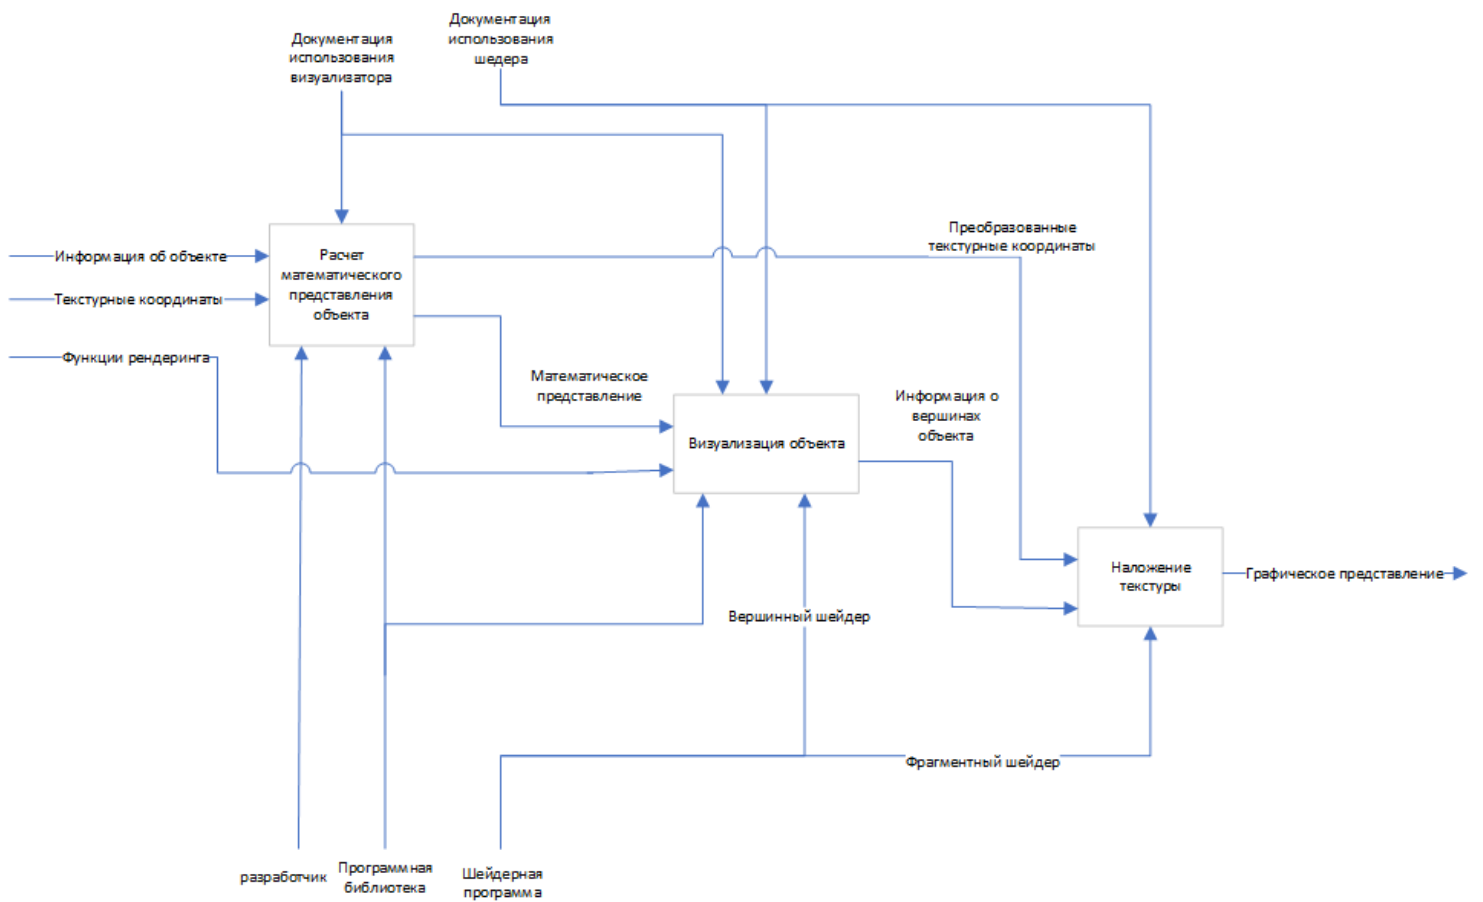 Документация
использования
визуализатора
Документация
использования
шедера
Информация об объекте
Текстурные координаты
Функции рендеринга
Расчет
математического
представления
объекта
Преобразованные
текстурные координаты
Математическое
представление
Визуализация объекта
Информация о
вершинах
объекта
Наложение
текстуры
Графическое представление
Вершинный шейдер
Фрагментный шейдер
разработчик
Программная
библиотека
Шейдерная
программа